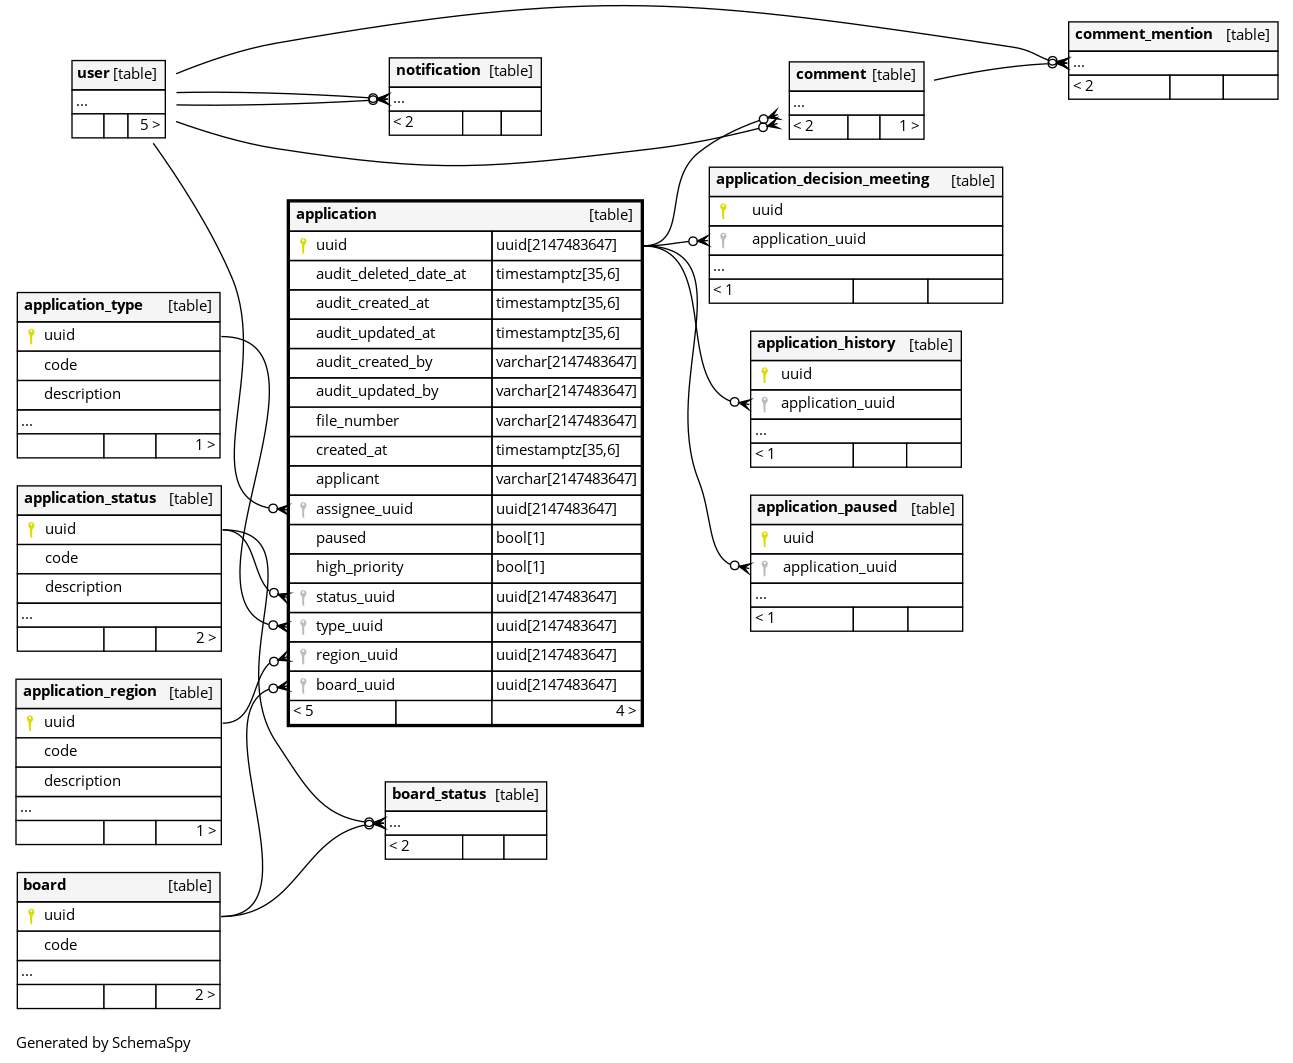 comment_mention [table]
...
< 2
user [table]
...
5 >
notification [table]
...
< 2
comment [table]
...
< 2 1 >
application_decision_meeting [table]
uuid
application_uuid
...
< 1
application [table]
uuid uuid[2147483647]
audit_deleted_date_at timestamptz[35,6]
audit_created_at timestamptz[35,6]
audit_updated_at timestamptz[35,6]
audit_created_by varchar[2147483647]
audit_updated_by varchar[2147483647]
file_number varchar[2147483647]
created_at timestamptz[35,6]
applicant varchar[2147483647]
assignee_uuid uuid[2147483647]
paused bool[1]
high_priority bool[1]
status_uuid uuid[2147483647]
type_uuid uuid[2147483647]
region_uuid uuid[2147483647]
board_uuid uuid[2147483647]
< 5 4 >
application_type [table]
uuid
code
description
...
1 >
application_history [table]
uuid
application_uuid
...
< 1
application_status [table]
uuid
code
description
...
2 >
application_paused [table]
uuid
application_uuid
...
< 1
application_region [table]
uuid
code
description
...
1 >
board_status [table]
...
< 2
board [table]
uuid
code
...
2 >
Generated by SchemaSpy